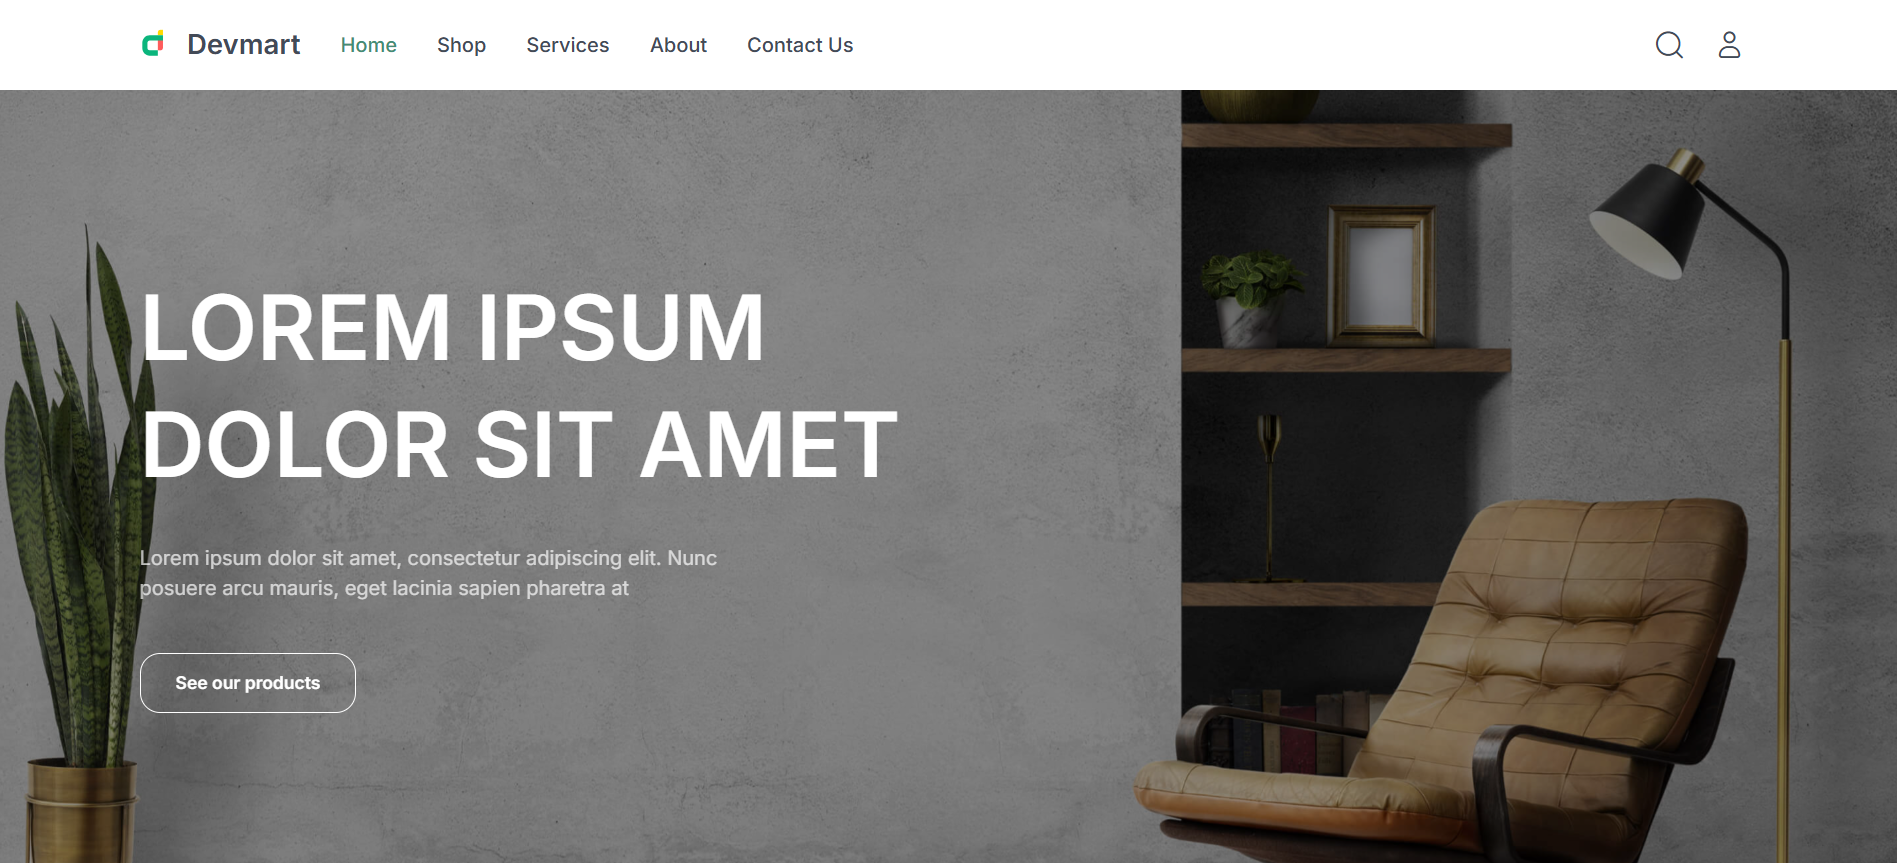 Devmart Home Shop Services About Contact Us
LOREM IPSUM
DOLOR SIT AMET
Lorem ipsum dolor sit amet, consectetur adipiscing elit. Nunc
posuere arcu mauris, eget lacinia sapien pharetra at
See our products